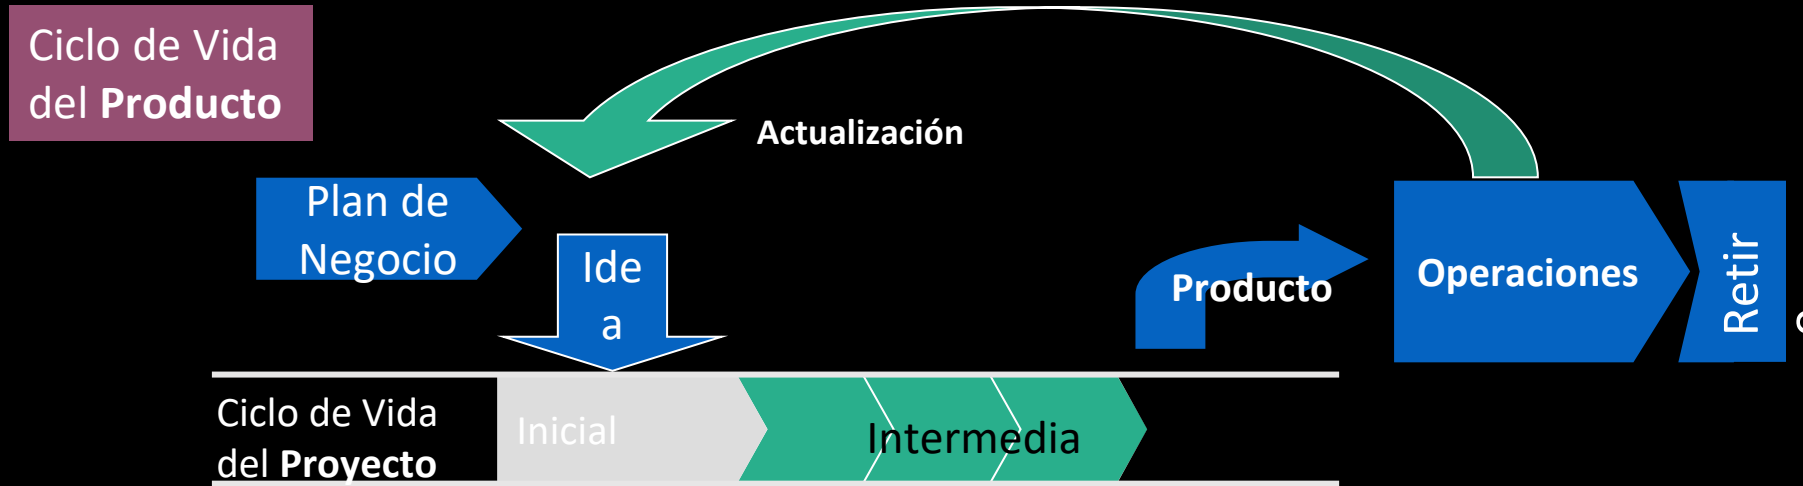 Ciclo de Vida
del Producto
Actualización
Plan de
Negocio
Ide
a
Producto
Operaciones
Retir
o
Ciclo de Vida
del Proyecto
Inicial
Intermedia